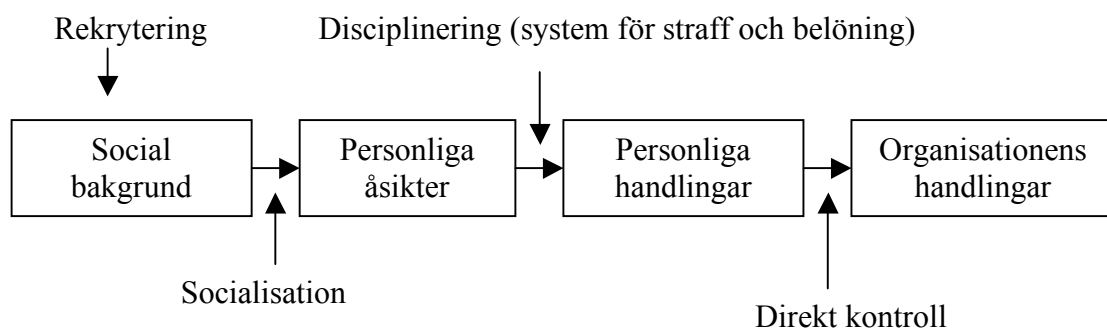 Rekrytering
Disciplinering (system för straff och belöning)
Social
bakgrund
Personliga
åsikter
Personliga
handlingar
Organisationens
handlingar
Socialisation
Direkt kontroll